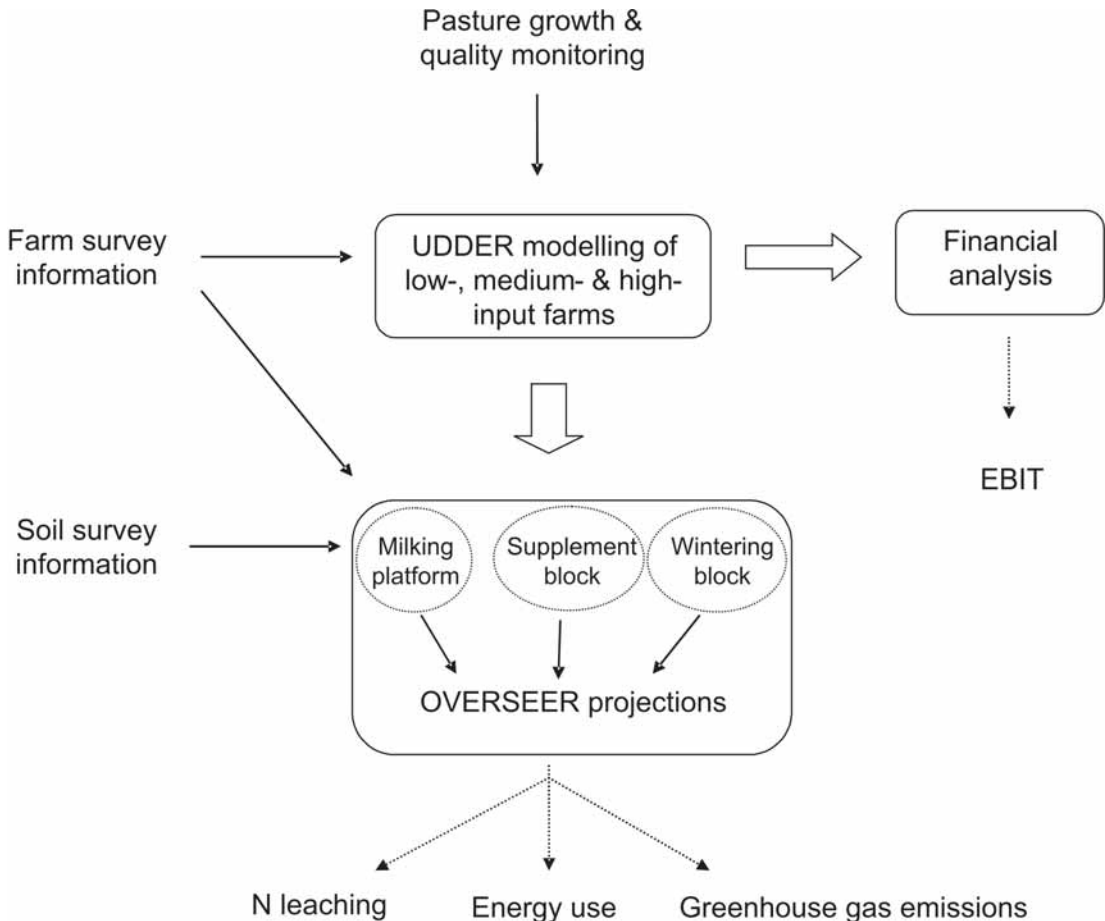 Pasture growth &
quality monitoring
Farm survey
information
UDDER modelling of
low-, medium- & high-
input farms
Financial
analysis
EBIT
Soil survey
information
Milking
platform
Supplement
block
Wintering
block
OVERSEER projections
N leaching
Energy use
Greenhouse gas emissions